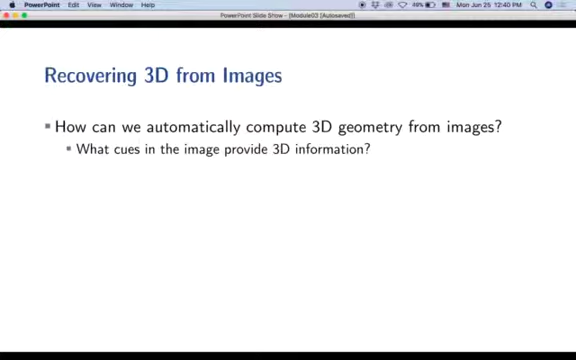 PowerPoint Edit View Window Help 48% Mon Jun 25 12:40 PM
PowerPoint Slide Show - [Module03 [Autosaved]]
Recovering 3D from Images
How can we automatically compute 3D geometry from images?
What cues in the image provide 3D information?